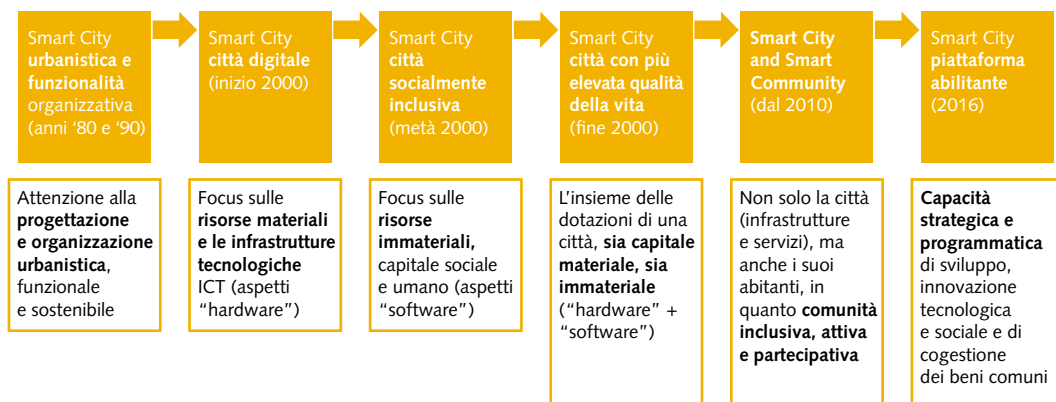 Smart City
urbanistica e
funzionalità
organizzativa
(anni '80 e '90)
Smart City
città digitale
(inizio 2000)
Smart City
città
socialmente
inclusiva
(metà 2000)
Smart City
città con più
elevata qualità
della vita
(fine 2000)
Smart City
and Smart
Community
(dal 2010)
Smart City
piattaforma
abilitante
(2016)
Attenzione alla
progettazione
e organizzazione
urbanistica,
funzionale
e sostenibile
Focus sulle
risorse materiali
e le infrastrutture
tecnologiche
ICT (aspetti
“hardware”)
Focus sulle
risorse
immateriali,
capitale sociale
e umano (aspetti
“software”)
L'insieme delle
dotazioni di una
città, sia capitale
materiale, sia
immateriale
(“hardware” +
“software”)
Non solo la città
(infrastrutture
e servizi), ma
anche i suoi
abitanti, in
quanto comunità
inclusiva, attiva
e partecipativa
Capacità
strategica e
programmatica
di sviluppo,
innovazione
tecnologica
e sociale e di
cogestione
dei beni comuni